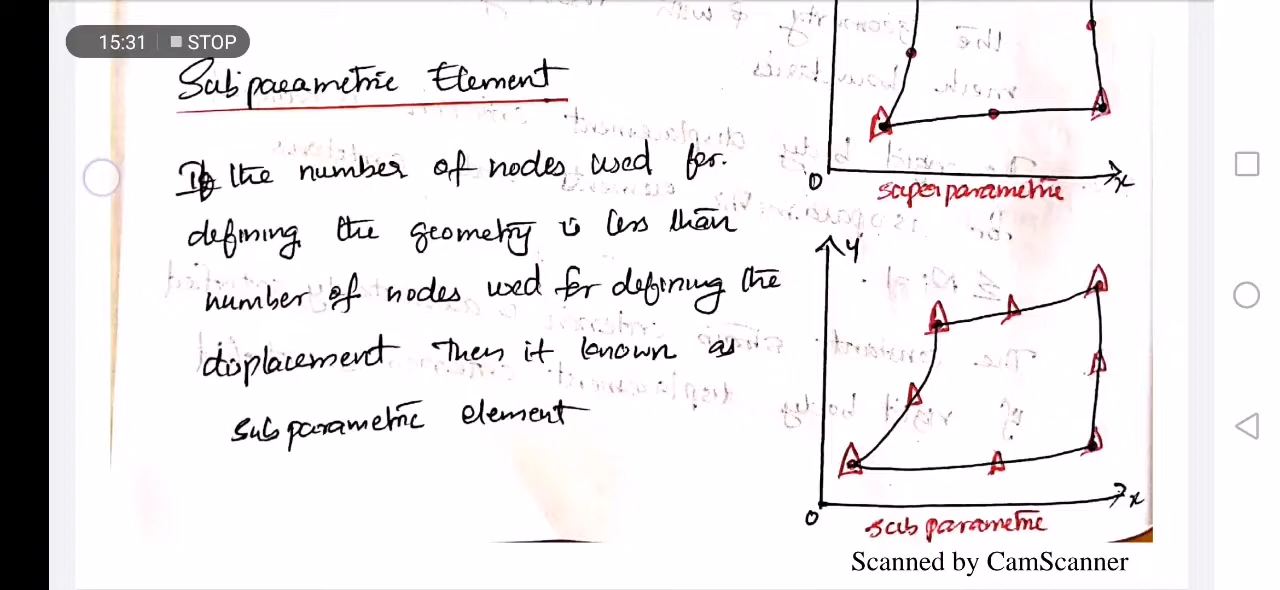 15:31 STOP
Subparametric Element
If the number of nodes used for
defining the geometry is less than
number of nodes used for defining the
displacement Then it known as
subparametric element
0
x
superparametric
y
0
x
subparametric
Scanned by CamScanner